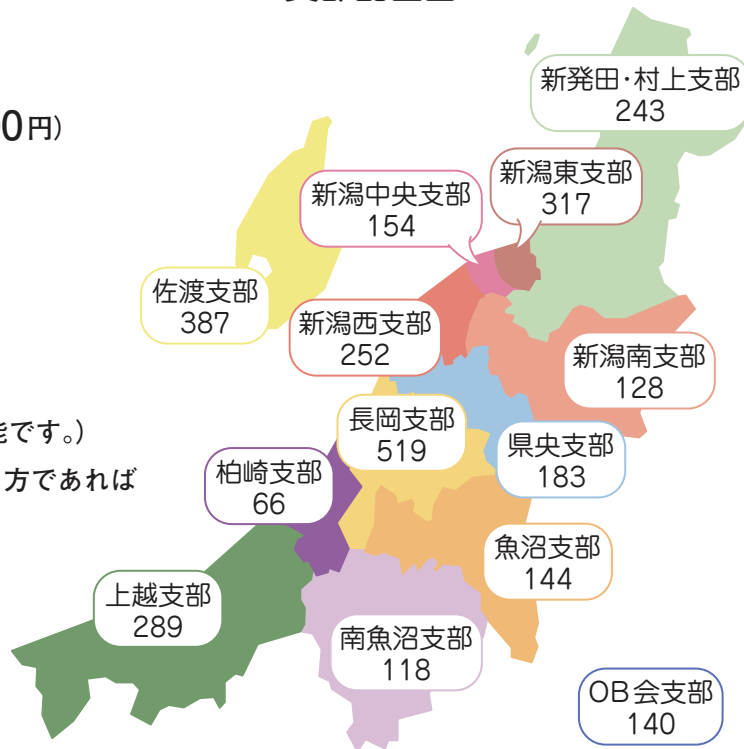 0円）
新発田・村上支部
243
新潟東支部
317
新潟中央支部
154
佐渡支部
387
新潟西支部
252
新潟南支部
128
長岡支部
519
能です。）
県央支部
183
柏崎支部
66
方であれば
魚沼支部
144
上越支部
289
南魚沼支部
118
OB会支部
140